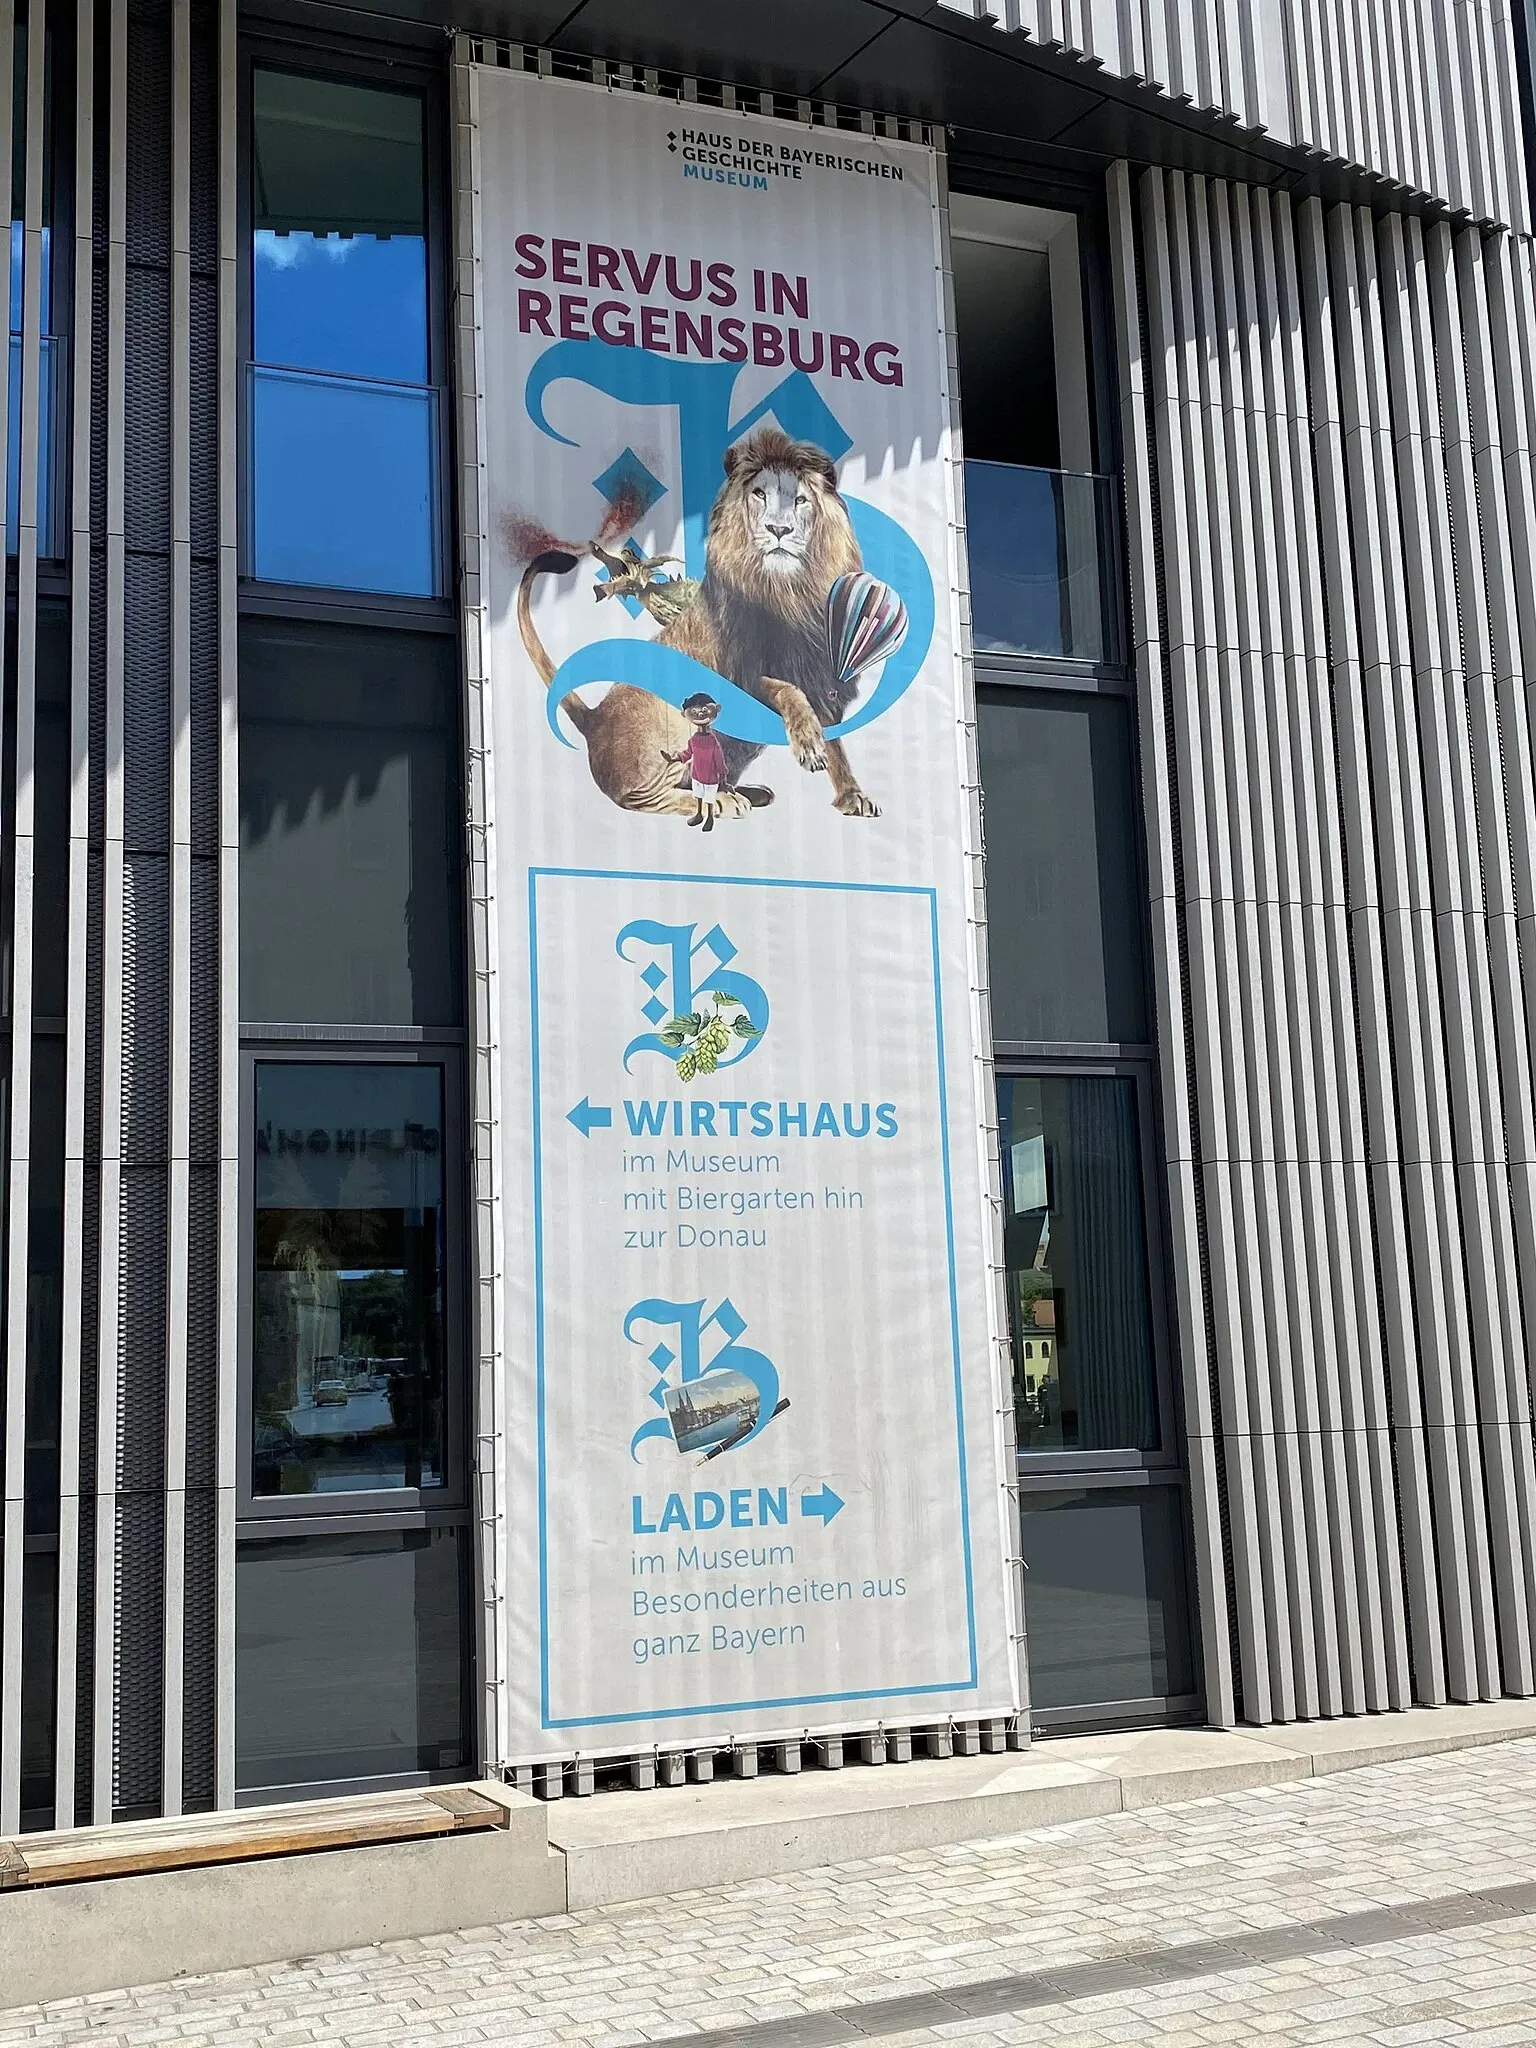 HAUS DER BAYERISCHEN
GESCHICHTE
MUSEUM
SERVUS IN
REGENSBURG
B
B
WIRTSHAUS
im Museum
mit Biergarten hin
zur Donau
B
LADEN
im Museum
Besonderheiten aus
ganz Bayern